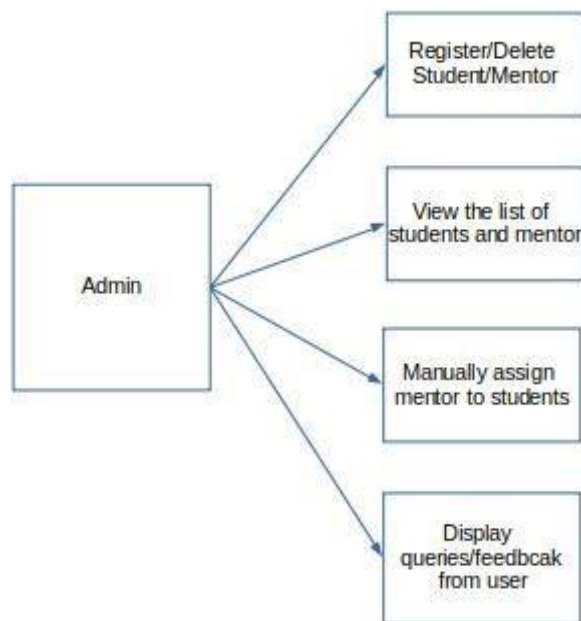 Register/Delete
Student/Mentor
View the list of
students and mentor
Admin
Manually assign
mentor to students
Display
queries/feedbcak
from user